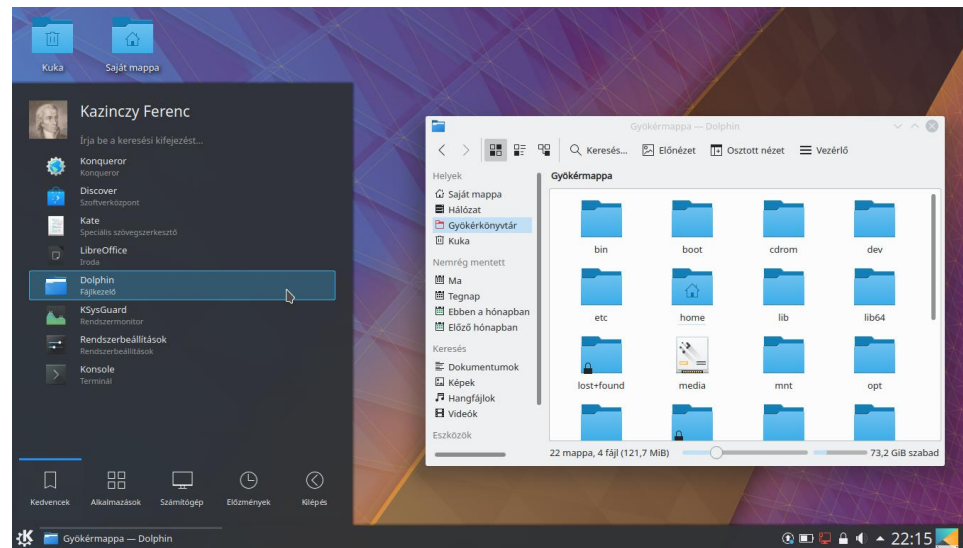 Kuka
Saját mappa
Kazinczy Ferenc
Írja be a keresési kifejezést...
Konqueror
Konqueror
Discover
Szoftverközpont
Kate
Speciális szövegszerkesztő
LibreOffice
Iroda
Dolphin
Fájlkezelő
KSysGuard
Rendszermonitor
Rendszerbeállítások
Rendszerbeállítások
Konsole
Terminál
Kedvencek
Alkalmazások
Számítógép
Előzmények
Kilépés
Gyökérmappa — Dolphin
Keresés...
Előnézet
Osztott nézet
Vezérlő
Helyek
Saját mappa
Hálózat
Gyökérkönyvtár
Kuka
Nemrég mentett
Ma
Tegnap
Ebben a hónapban
Előző hónapban
Keresés
Dokumentumok
Képek
Hangfájlok
Videók
Eszközök
Gyökérmappa
bin
boot
cdrom
dev
etc
home
lib
lib64
lost+found
media
mnt
opt
22 mappa, 4 fájl (121,7 MiB)
73,2 GiB szabad
Gyökérmappa — Dolphin
22:15